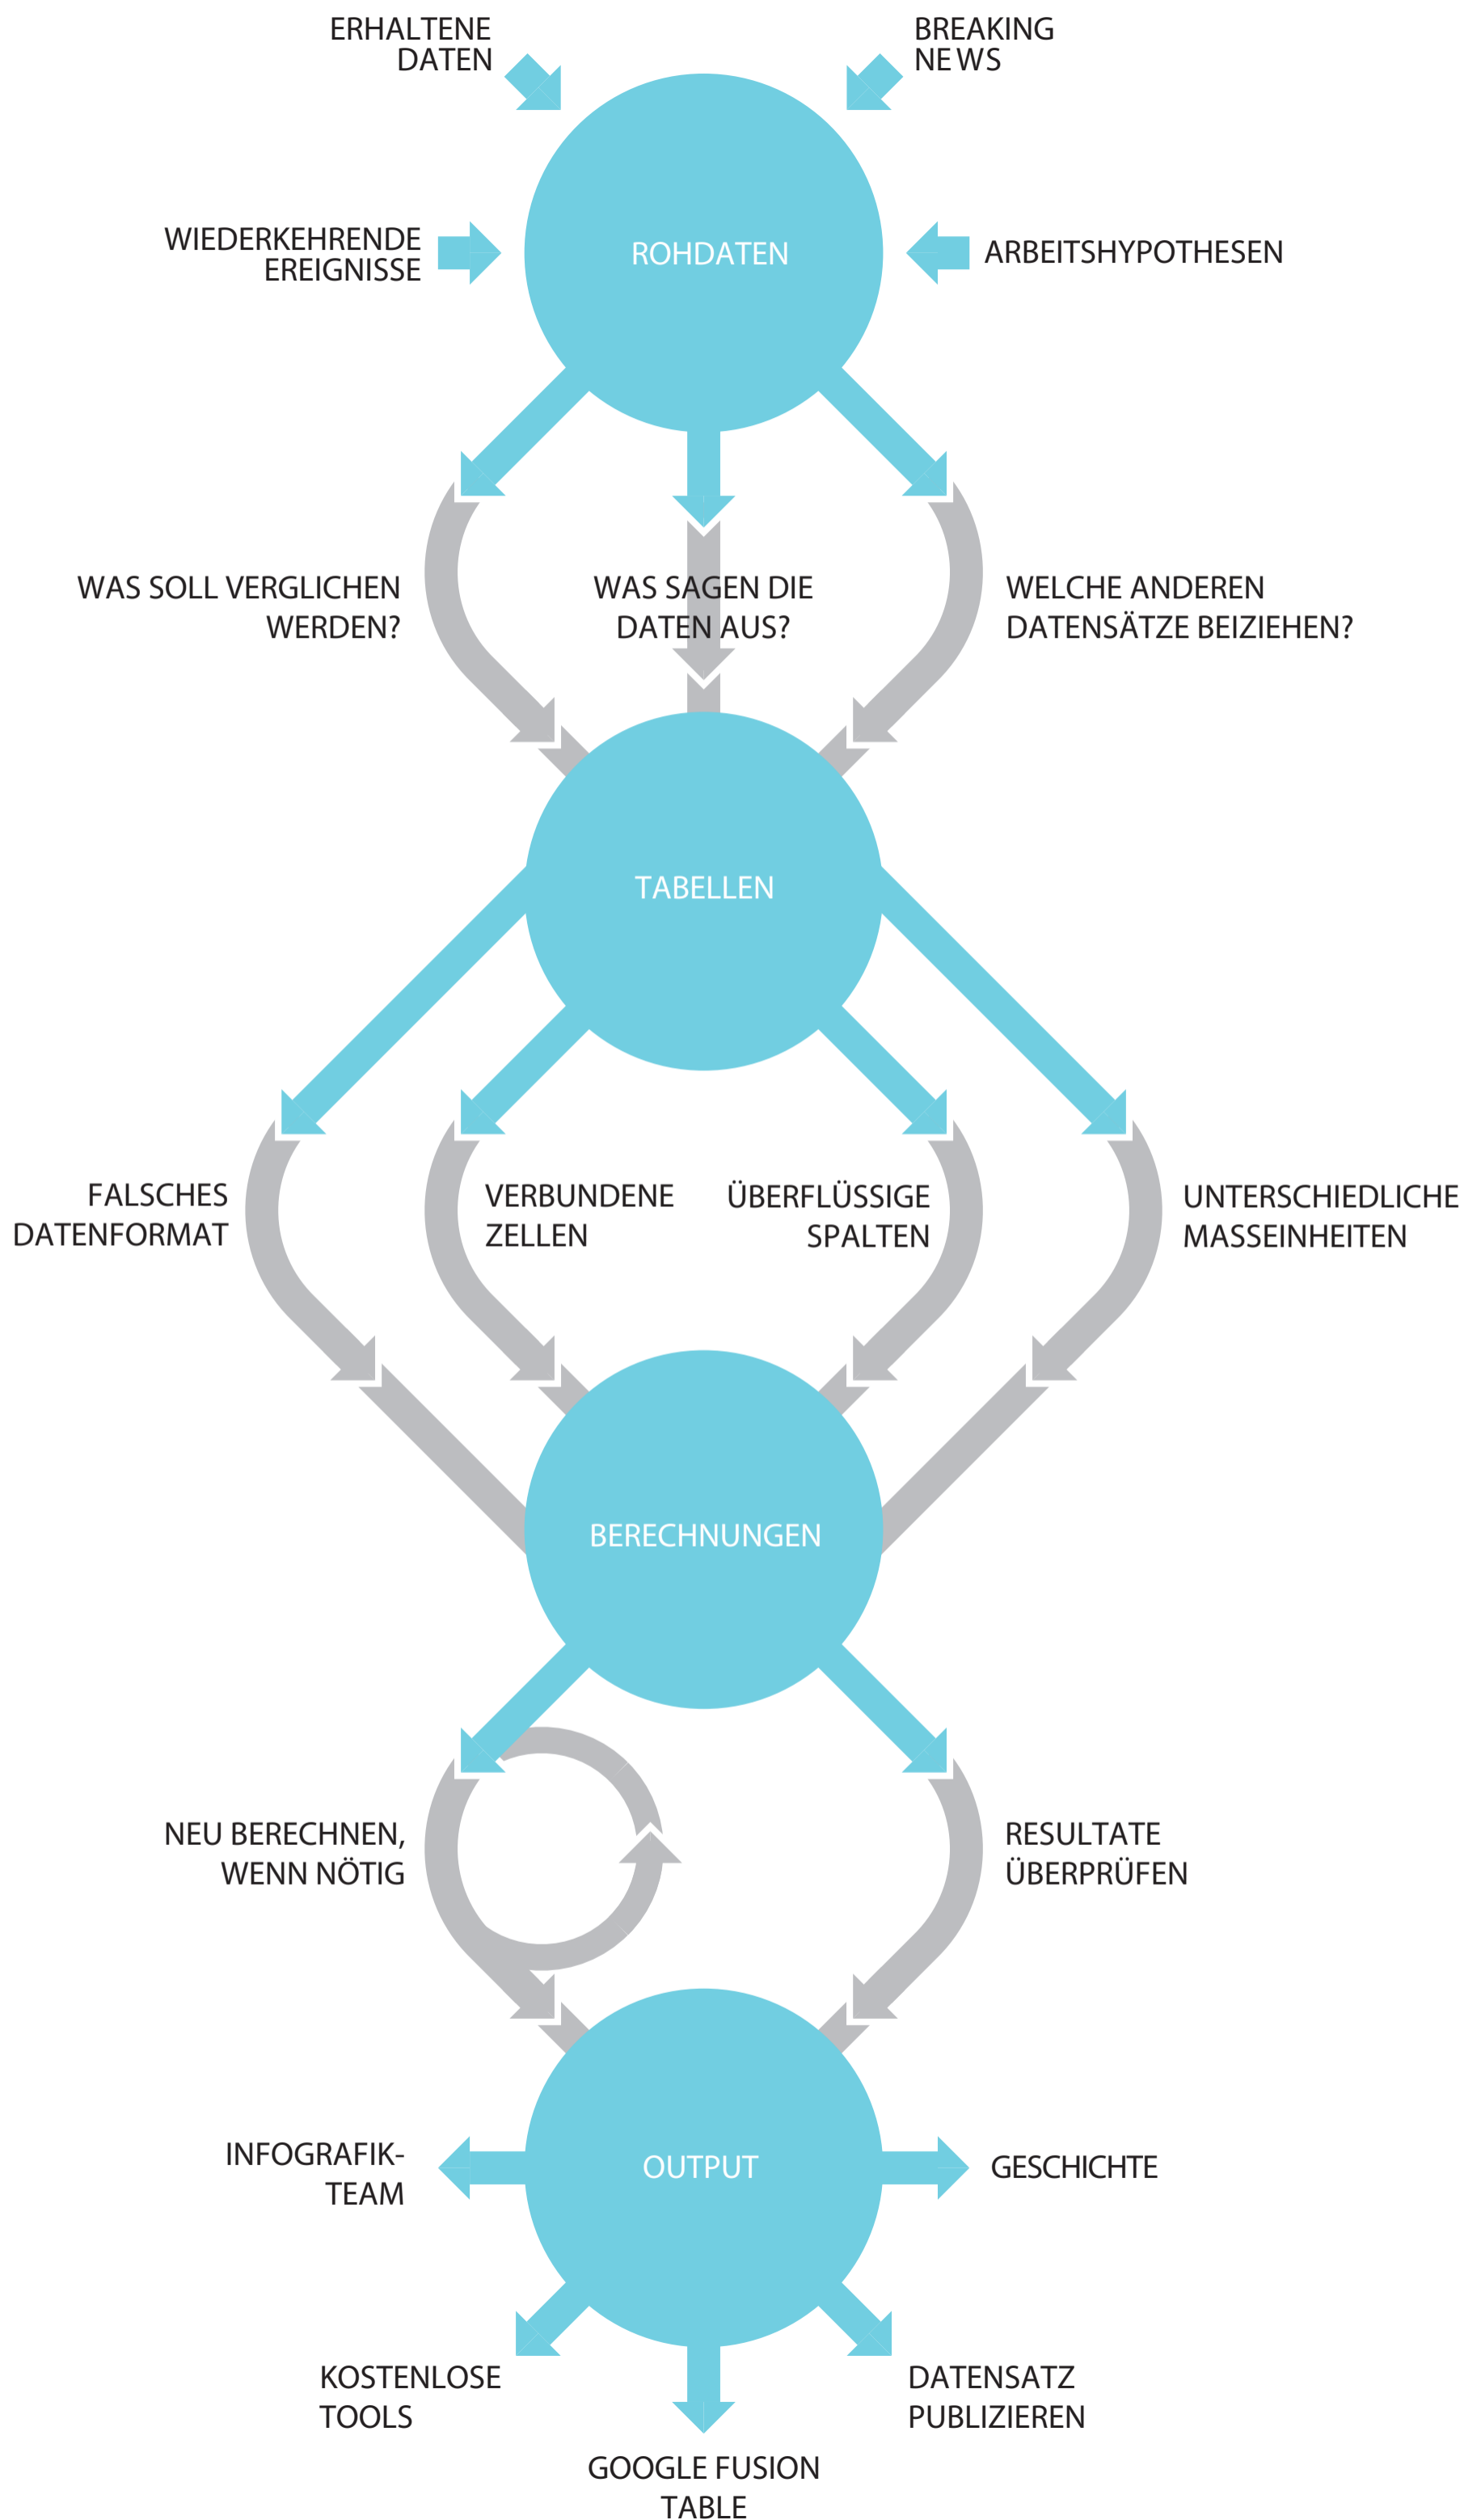 ERHALTENE
DATEN
BREAKING
NEWS
WIEDERKEHRENDE
EREIGNISSE
ROHDATEN
ARBEITSHYPOTHESEN
WAS SOLL VERGLICHEN
WERDEN?
WAS SAGEN DIE
DATEN AUS?
WELCHE ANDEREN
DATENSÄTZE BEIZIEHEN?
TABELLEN
FALSCHES
DATENFORMAT
VERBUNDENE
ZELLEN
ÜBERFLÜSSIGE
SPALTEN
UNTERSCHIEDLICHE
MASSEINHEITEN
BERECHNUNGEN
NEU BERECHNEN,
WENN NÖTIG
RESULTATE
ÜBERPRÜFEN
INFOGRAFIK-
TEAM
OUTPUT
GESCHICHTE
KOSTENLOSE
TOOLS
DATENSATZ
PUBLIZIEREN
GOOGLE FUSION
TABLE